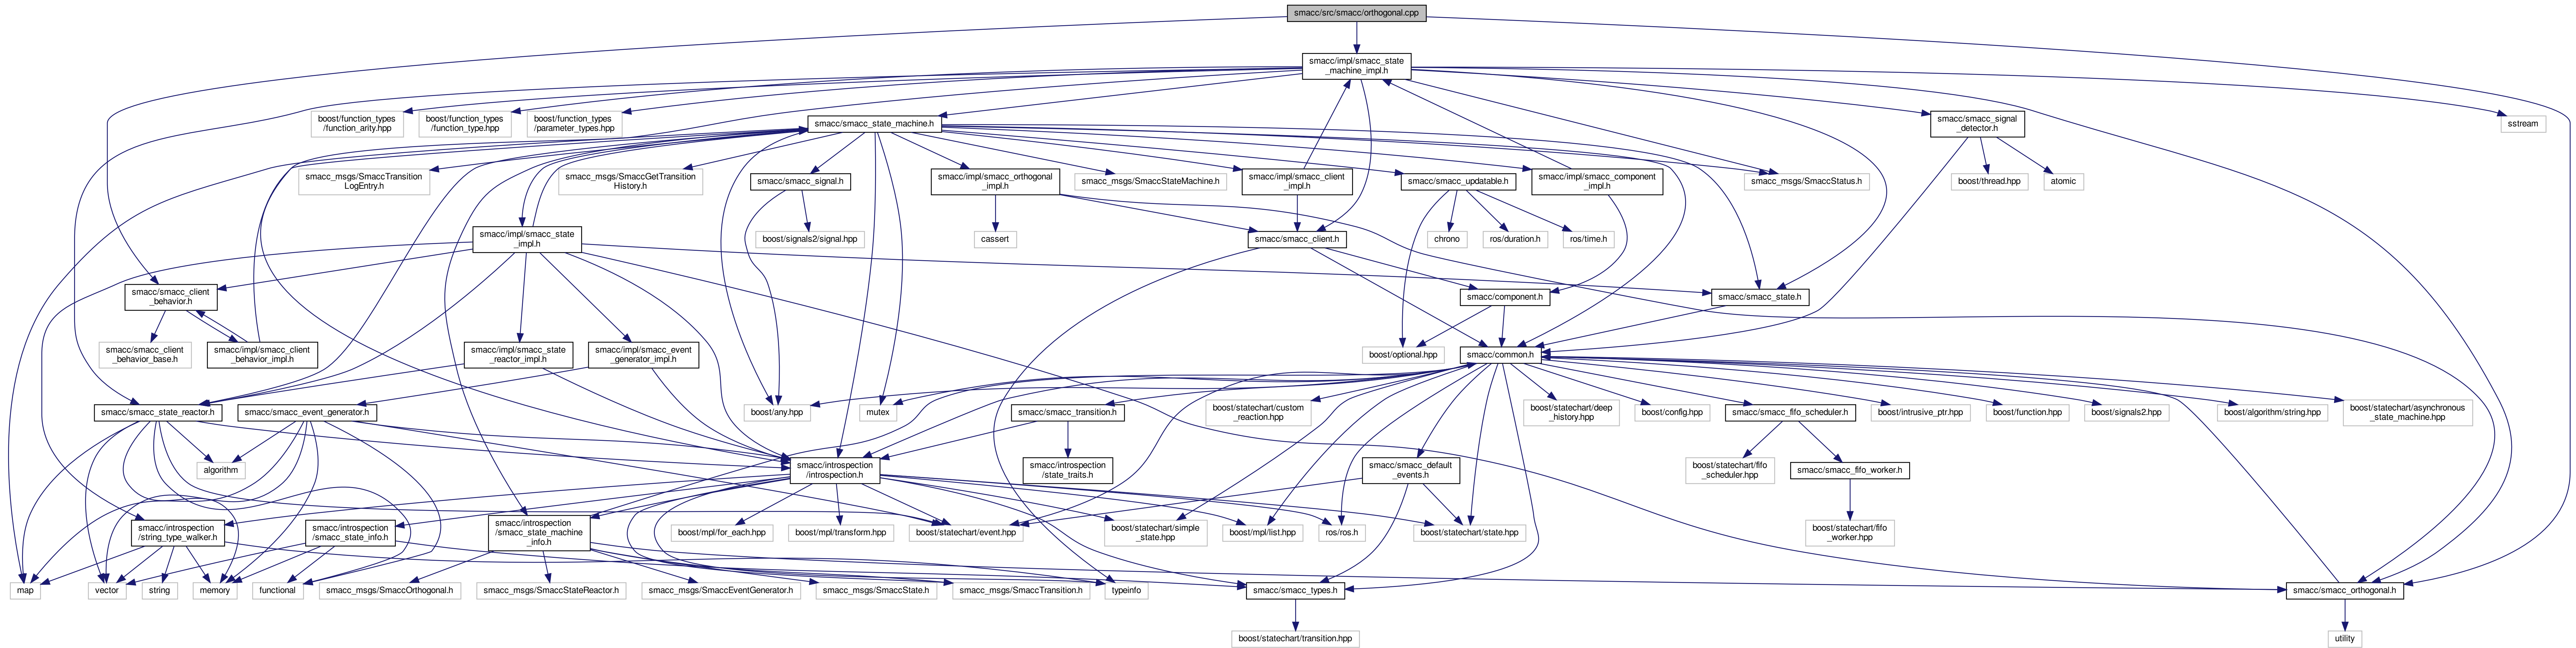 smacc/src/smacc/orthogonal.cpp
smacc/impl/smacc_state
_machine_impl.h
boost/function_types
/function_arity.hpp
boost/function_types
/function_type.hpp
boost/function_types
/parameter_types.hpp
smacc/smacc_state_machine.h
smacc/smacc_signal
_detector.h
sstream
smacc_msgs/SmaccTransition
LogEntry.h
smacc_msgs/SmaccGetTransition
History.h
smacc/smacc_signal.h
smacc/impl/smacc_orthogonal
_impl.h
smacc_msgs/SmaccStateMachine.h
smacc/impl/smacc_client
_impl.h
smacc/smacc_updatable.h
smacc/impl/smacc_component
_impl.h
smacc_msgs/SmaccStatus.h
boost/thread.hpp
atomic
smacc/impl/smacc_state
_impl.h
boost/signals2/signal.hpp
cassert
smacc/smacc_client.h
chrono
ros/duration.h
ros/time.h
smacc/smacc_client
_behavior.h
smacc/component.h
smacc/smacc_state.h
smacc/smacc_client
_behavior_base.h
smacc/impl/smacc_client
_behavior_impl.h
smacc/impl/smacc_state
_reactor_impl.h
smacc/impl/smacc_event
_generator_impl.h
boost/optional.hpp
smacc/common.h
smacc/smacc_state_reactor.h
smacc/smacc_event_generator.h
boost/any.hpp
mutex
smacc/smacc_transition.h
boost/statechart/custom
_reaction.hpp
boost/statechart/deep
_history.hpp
boost/config.hpp
smacc/smacc_fifo_scheduler.h
boost/intrusive_ptr.hpp
boost/function.hpp
boost/signals2.hpp
boost/algorithm/string.hpp
boost/statechart/asynchronous
_state_machine.hpp
algorithm
smacc/introspection
/introspection.h
smacc/introspection
/state_traits.h
smacc/smacc_default
_events.h
boost/statechart/fifo
_scheduler.hpp
smacc/smacc_fifo_worker.h
smacc/introspection
/string_type_walker.h
smacc/introspection
/smacc_state_info.h
smacc/introspection
/smacc_state_machine
_info.h
boost/mpl/for_each.hpp
boost/mpl/transform.hpp
boost/statechart/event.hpp
boost/statechart/simple
_state.hpp
boost/mpl/list.hpp
ros/ros.h
boost/statechart/state.hpp
boost/statechart/fifo
_worker.hpp
map
vector
string
memory
functional
smacc_msgs/SmaccOrthogonal.h
smacc_msgs/SmaccStateReactor.h
smacc_msgs/SmaccEventGenerator.h
smacc_msgs/SmaccState.h
smacc_msgs/SmaccTransition.h
typeinfo
smacc/smacc_types.h
smacc/smacc_orthogonal.h
boost/statechart/transition.hpp
utility